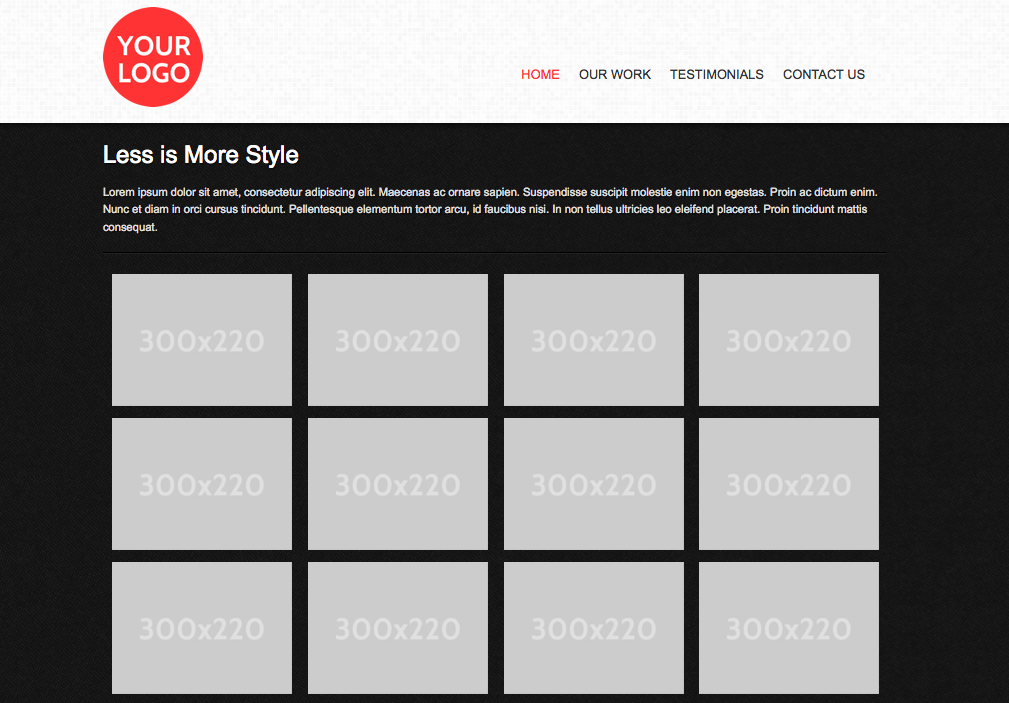 YOUR
LOGO
HOME OUR WORK TESTIMONIALS CONTACT US
Less is More Style
Lorem ipsum dolor sit amet, consectetur adipiscing elit. Maecenas ac ornare sapien. Suspendisse suscipit molestie enim non egestas. Proin ac dictum enim.
Nunc et diam in orci cursus tincidunt. Pellentesque elementum tortor arcu, id faucibus nisi. In non tellus ultricies leo eleifend placerat. Proin tincidunt mattis
consequat.
300x220 300x220 300x220 300x220
300x220 300x220 300x220 300x220
300x220 300x220 300x220 300x220